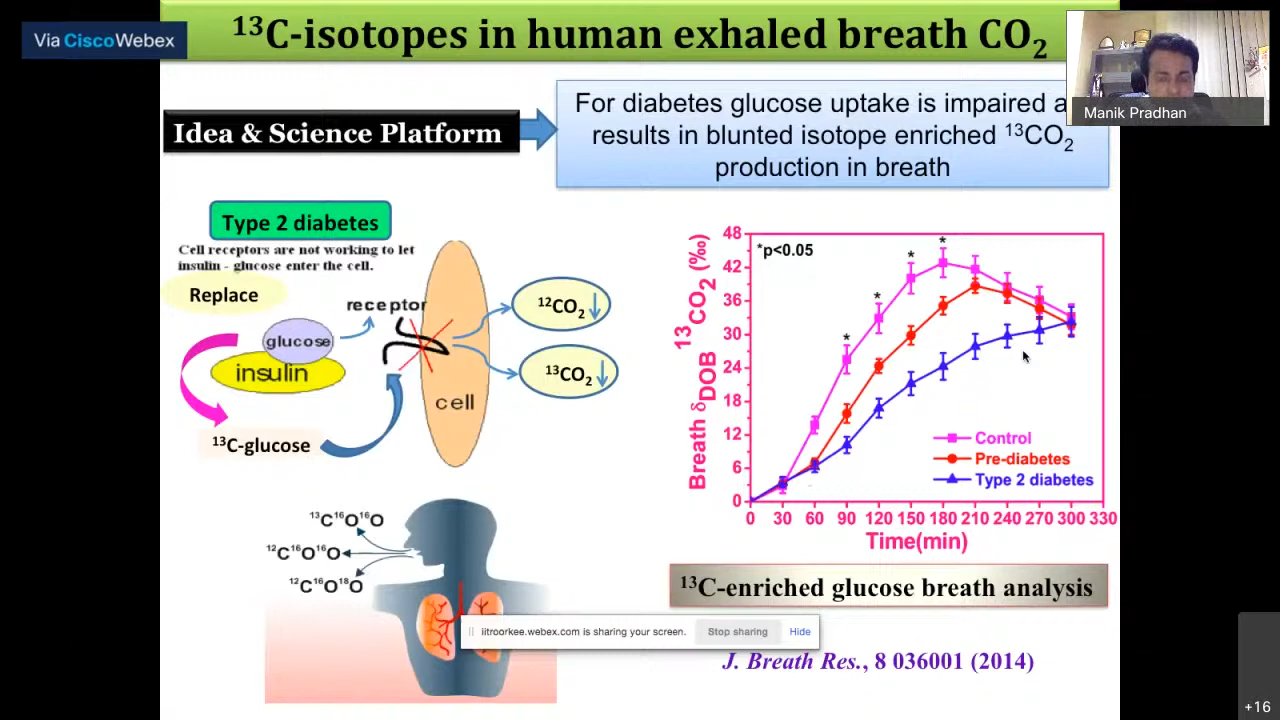 Via Cisco Webex
¹³C-isotopes in human exhaled breath CO₂
Manik Pradhan
Idea & Science Platform
For diabetes glucose uptake is impaired a
results in blunted isotope enriched ¹³CO₂
production in breath
Type 2 diabetes
Cell receptors are not working to let
insulin - glucose enter the cell.
Replace
receptor
glucose
insulin
¹³C-glucose
cell
¹²CO₂
¹³CO₂
¹³C¹⁶O¹⁶O
¹²C¹⁶O¹⁶O
¹²C¹⁶O¹⁸O
Breath δDOB ¹³CO₂ (‰)
48
42
36
30
24
18
12
6
0
*p<0.05
*
*
*
*
Control
Pre-diabetes
Type 2 diabetes
0 30 60 90 120 150 180 210 240 270 300 330
Time(min)
¹³C-enriched glucose breath analysis
iitroorkee.webex.com is sharing your screen. Stop sharing Hide
J. Breath Res., 8 036001 (2014)
+16